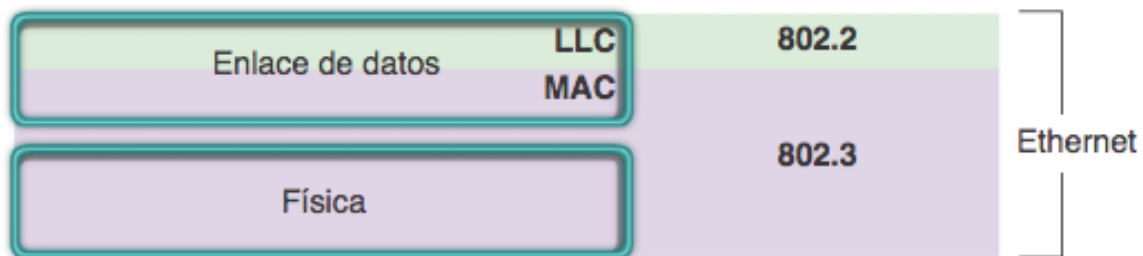 Enlace de datos
LLC
802.2
MAC
802.3
Ethernet
Física